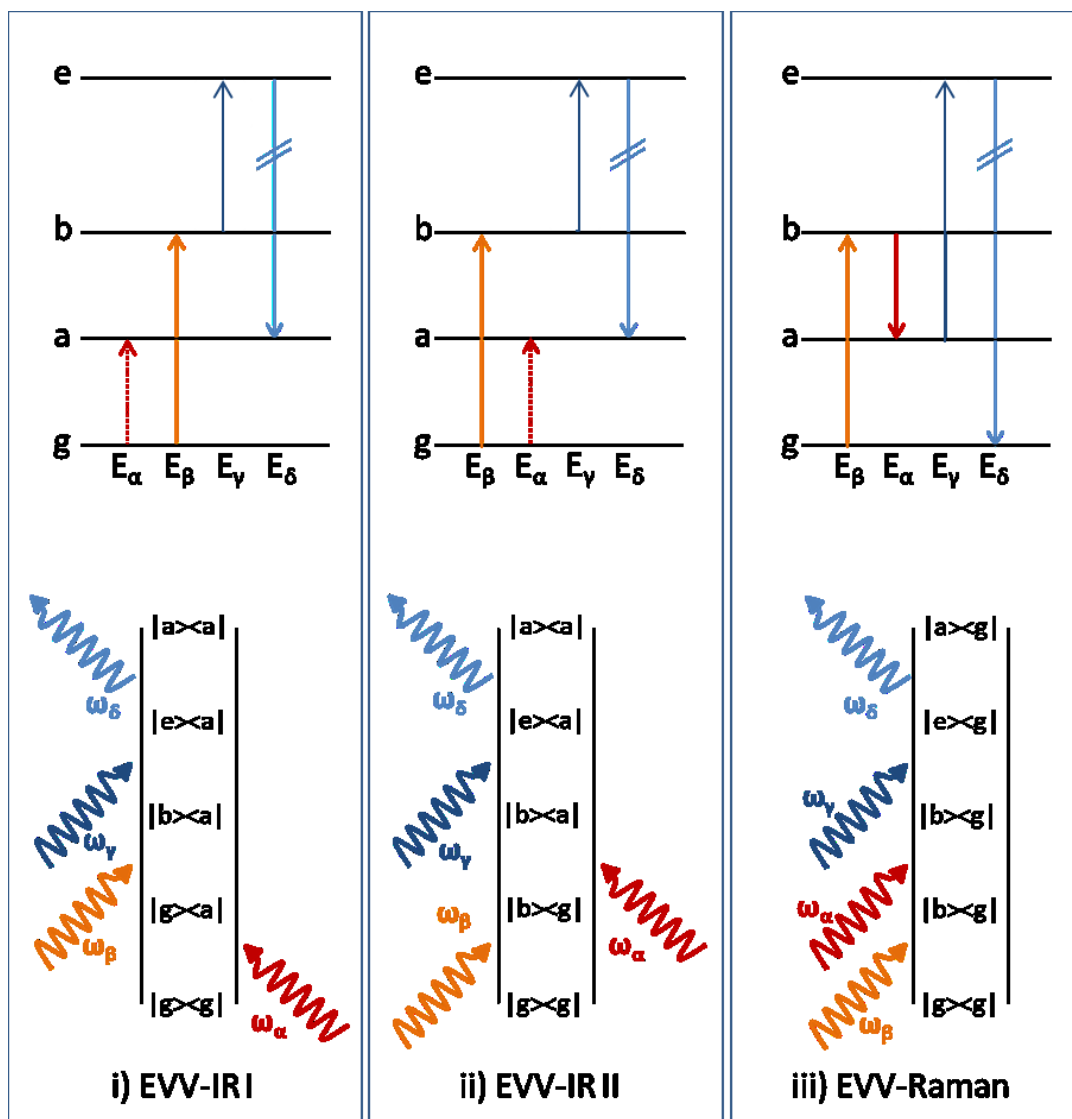 e
b
a
g
Eα Eβ Eγ Eδ
|a><a|
ωδ
|e><a|
|b><a|
ωγ
|g><a|
ωβ
|g><g|
ωα
i) EVV-IR I
e
b
a
g
Eβ Eα Eγ Eδ
|a><a|
ωδ
|e><a|
|b><a|
ωγ
|b><g|
ωβ
ωα
|g><g|
ii) EVV-IR II
e
b
a
g
Eβ Eα Eγ Eδ
|a><g|
ωδ
|e><g|
ωγ
|b><g|
ωα
|b><g|
|g><g|
ωβ
iii) EVV-Raman